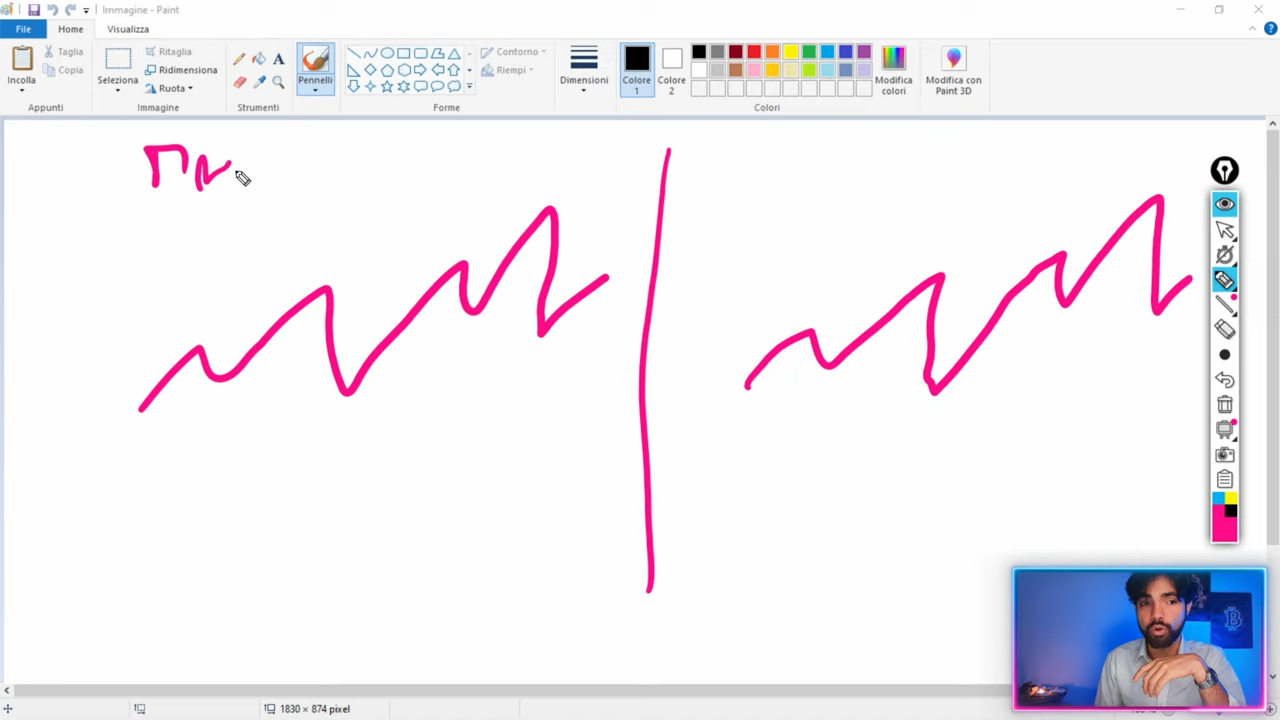 Immagine - Paint
File Home Visualizza
Incolla
Taglia
Copia
Appunti
Seleziona
Ritaglia
Ridimensiona
Ruota
Immagine
A
Strumenti
Pennelli
Contorno
Riempi
Forme
Dimensioni
Colore 1
Colore 2
Modifica colori
Colori
Modifica con Paint 3D
1830 × 874 pixel